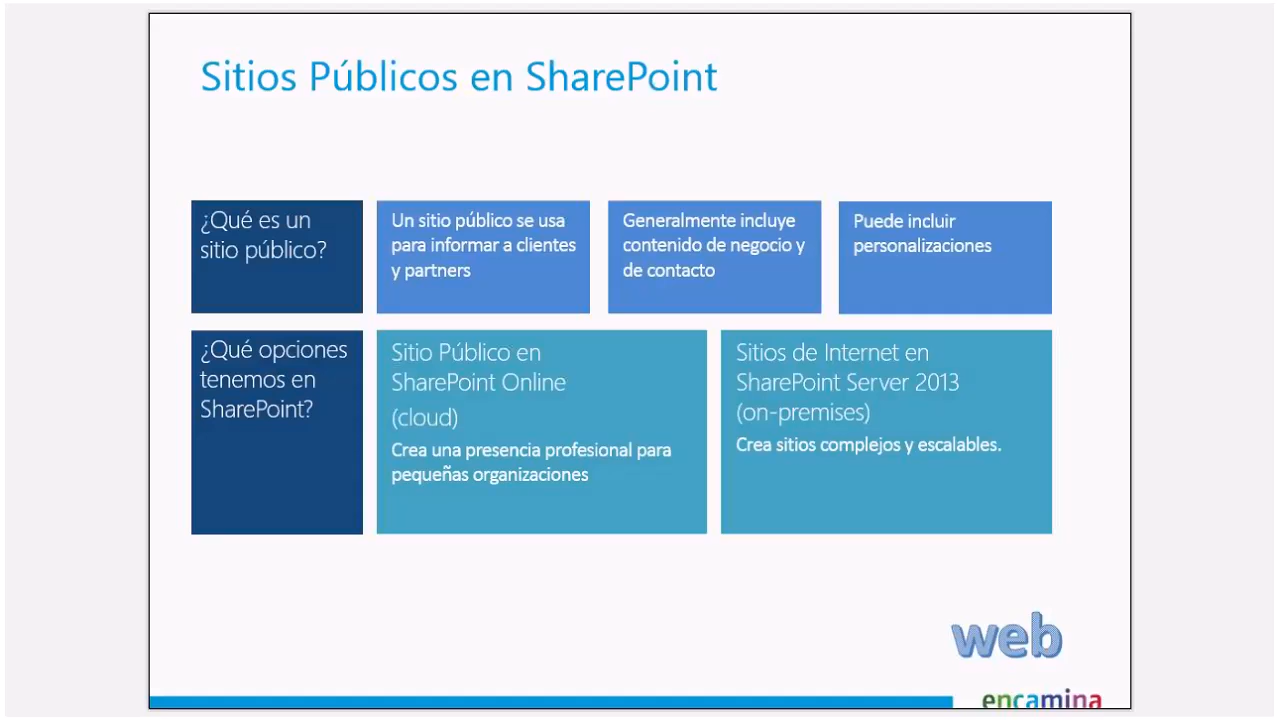 Sitios Públicos en SharePoint
¿Qué es un
sitio público?
Un sitio público se usa
para informar a clientes
y partners
Generalmente incluye
contenido de negocio y
de contacto
Puede incluir
personalizaciones
¿Qué opciones
tenemos en
SharePoint?
Sitio Público en
SharePoint Online
(cloud)
Crea una presencia profesional para
pequeñas organizaciones
Sitios de Internet en
SharePoint Server 2013
(on-premises)
Crea sitios complejos y escalables.
web
encamina